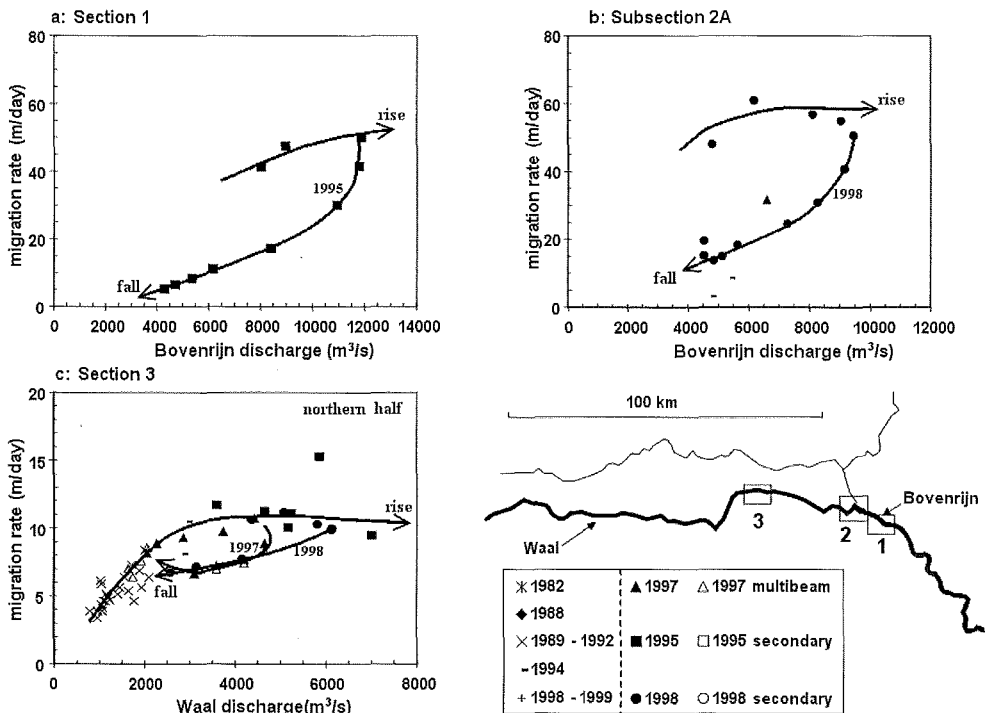 a: Section 1
80
60
40
20
0
migration rate (m/day)
rise
1995
fall
0 2000 4000 6000 8000 10000 12000 14000
Bovenrijn discharge (m³/s)
b: Subsection 2A
80
60
40
20
0
migration rate (m/day)
rise
1998
fall
0 2000 4000 6000 8000 10000 12000
Bovenrijn discharge (m³/s)
c: Section 3
20
15
10
5
0
migration rate (m/day)
northern half
rise
1997
1998
fall
0 2000 4000 6000 8000
Waal discharge(m³/s)
100 km
Bovenrijn
Waal
3
2
1
1982 1997 1997 multibeam
1988
1989 - 1992 1995 1995 secondary
1994
1998 - 1999 1998 1998 secondary